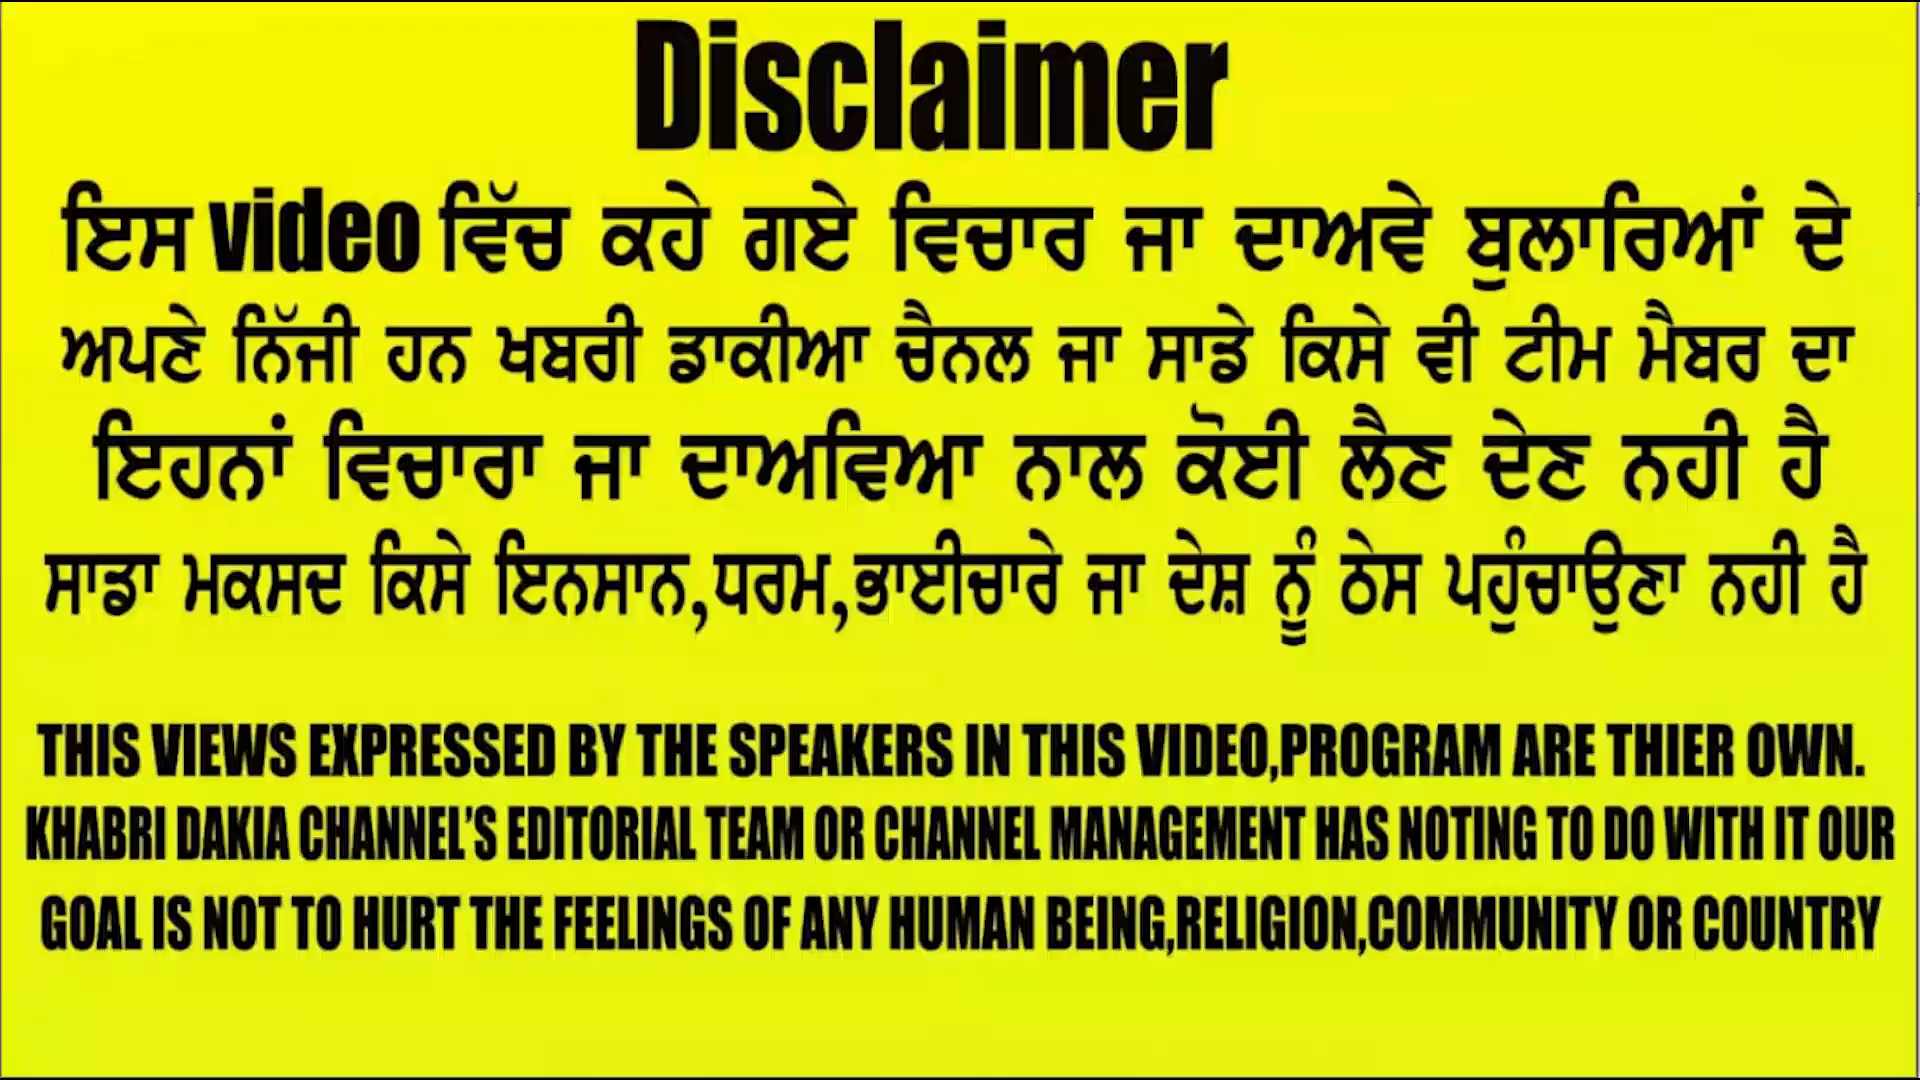 Disclaimer
ਇਸ video ਵਿੱਚ ਕਹੇ ਗਏ ਵਿਚਾਰ ਜਾ ਦਾਅਵੇ ਬੁਲਾਰਿਆਂ ਦੇ
ਅਪਣੇ ਨਿੱਜੀ ਹਨ ਖਬਰੀ ਡਾਕੀਆ ਚੈਨਲ ਜਾ ਸਾਡੇ ਕਿਸੇ ਵੀ ਟੀਮ ਮੈਬਰ ਦਾ
ਇਹਨਾਂ ਵਿਚਾਰਾ ਜਾ ਦਾਅਵਿਆ ਨਾਲ ਕੋਈ ਲੈਣ ਦੇਣ ਨਹੀ ਹੈ
ਸਾਡਾ ਮਕਸਦ ਕਿਸੇ ਇਨਸਾਨ,ਧਰਮ,ਭਾਈਚਾਰੇ ਜਾ ਦੇਸ਼ ਨੂੰ ਠੇਸ ਪਹੁੰਚਾਉਣਾ ਨਹੀ ਹੈ
THIS VIEWS EXPRESSED BY THE SPEAKERS IN THIS VIDEO,PROGRAM ARE THIER OWN.
KHABRI DAKIA CHANNEL'S EDITORIAL TEAM OR CHANNEL MANAGEMENT HAS NOTING TO DO WITH IT OUR
GOAL IS NOT TO HURT THE FEELINGS OF ANY HUMAN BEING,RELIGION,COMMUNITY OR COUNTRY